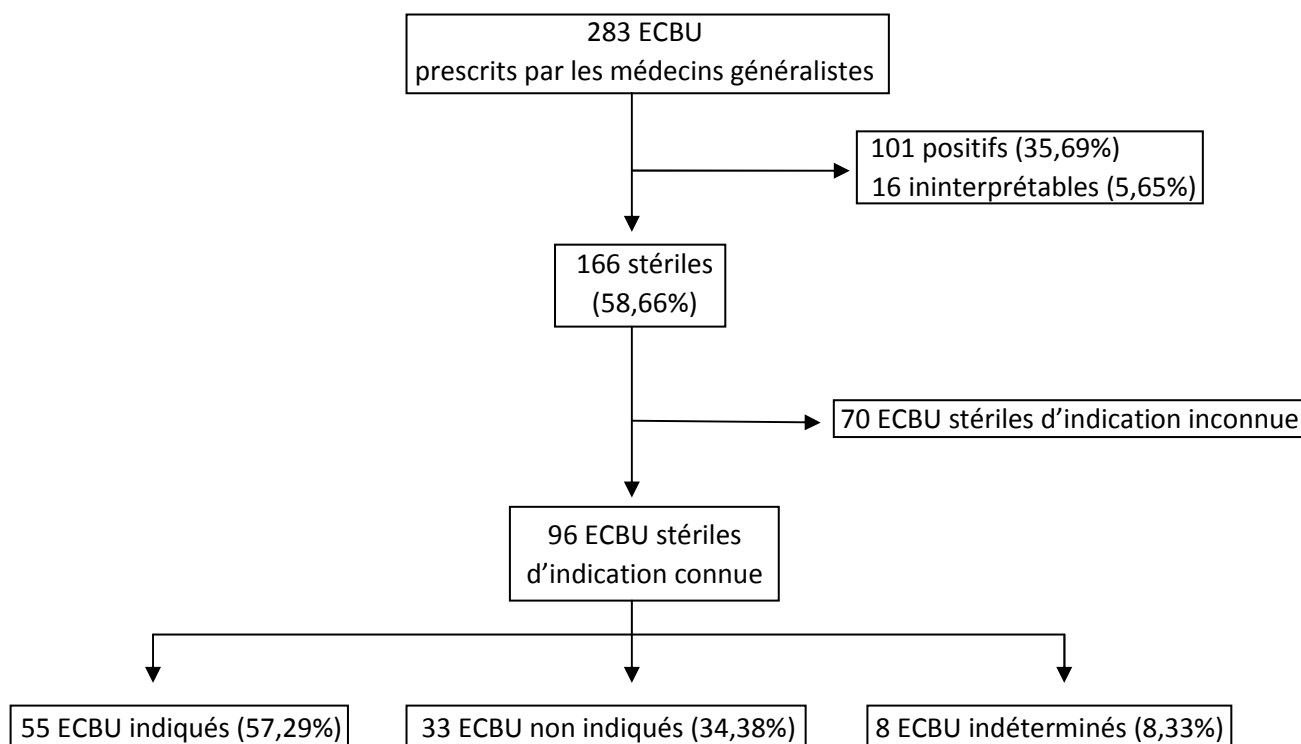 283 ECBU
prescrits par les médecins généralistes
101 positifs (35,69%)
16 ininterprétables (5,65%)
166 stériles
(58,66%)
70 ECBU stériles d’indication inconnue
96 ECBU stériles
d’indication connue
55 ECBU indiqués (57,29%)
33 ECBU non indiqués (34,38%)
8 ECBU indéterminés (8,33%)